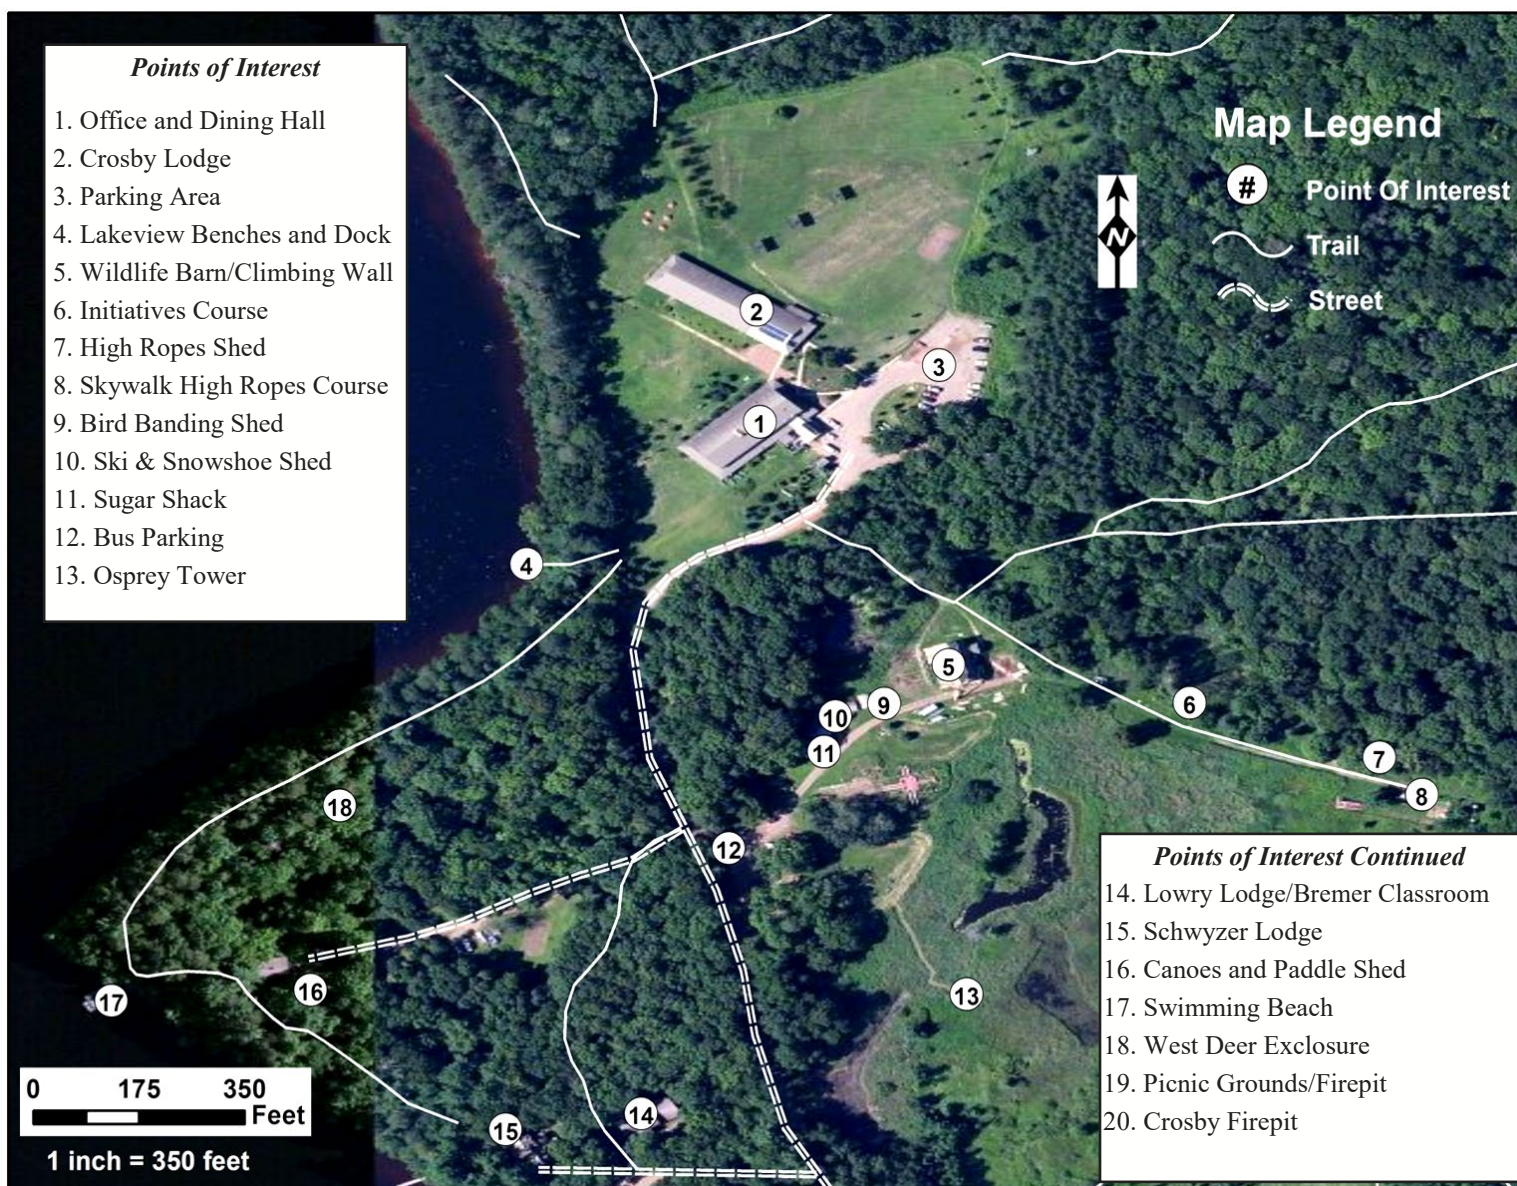 Points of Interest
1. Office and Dining Hall
2. Crosby Lodge
3. Parking Area
4. Lakeview Benches and Dock
5. Wildlife Barn/Climbing Wall
6. Initiatives Course
7. High Ropes Shed
8. Skywalk High Ropes Course
9. Bird Banding Shed
10. Ski & Snowshoe Shed
11. Sugar Shack
12. Bus Parking
13. Osprey Tower
Map Legend
# Point Of Interest
Trail
Street
N
2
3
1
4
5
6
9
10
11
7
8
18
12
17
16
13
14
15
Points of Interest Continued
14. Lowry Lodge/Bremer Classroom
15. Schwyzer Lodge
16. Canoes and Paddle Shed
17. Swimming Beach
18. West Deer Exclosure
19. Picnic Grounds/Firepit
20. Crosby Firepit
0 175 350
Feet
1 inch = 350 feet